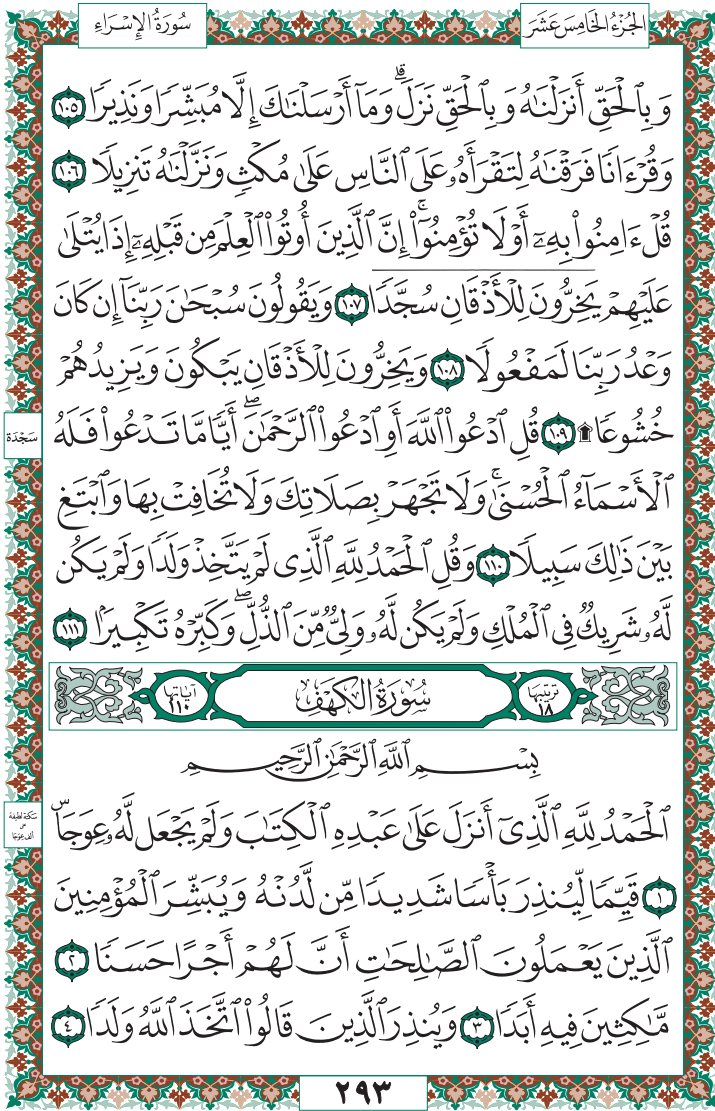 الجُزْءُ الخَامِسَ عَشَرَ
سُورَةُ الإِسْرَاءِ
وَبِٱلْحَقِّ أَنزَلْنَٰهُ وَبِٱلْحَقِّ نَزَلَۗ وَمَآ أَرْسَلْنَٰكَ إِلَّا مُبَشِّرًا وَنَذِيرًا ١٠٥
وَقُرْءَانًا فَرَقْنَٰهُ لِتَقْرَأَهُۥ عَلَى ٱلنَّاسِ عَلَىٰ مُكْثٍ وَنَزَّلْنَٰهُ تَنزِيلًا ١٠٦
قُلْ ءَامِنُوا۟ بِهِۦٓ أَوْ لَا تُؤْمِنُوٓا۟ۚ إِنَّ ٱلَّذِينَ أُوتُوا۟ ٱلْعِلْمَ مِن قَبْلِهِۦٓ إِذَا يُتْلَىٰ
عَلَيْهِمْ يَخِرُّونَ لِلْأَذْقَانِ سُجَّدًا ١٠٧ وَيَقُولُونَ سُبْحَٰنَ رَبِّنَآ إِن كَانَ
وَعْدُ رَبِّنَا لَمَفْعُولًا ١٠٨ وَيَخِرُّونَ لِلْأَذْقَانِ يَبْكُونَ وَيَزِيدُهُمْ
خُشُوعًا ۩ ١٠٩ قُلِ ٱدْعُوا۟ ٱللَّهَ أَوِ ٱدْعُوا۟ ٱلرَّحْمَٰنَۖ أَيًّا مَّا تَدْعُوا۟ فَلَهُ
سَجْدَة
ٱلْأَسْمَآءُ ٱلْحُسْنَىٰۚ وَلَا تَجْهَرْ بِصَلَاتِكَ وَلَا تُخَافِتْ بِهَا وَٱبْتَغِ
بَيْنَ ذَٰلِكَ سَبِيلًا ١١٠ وَقُلِ ٱلْحَمْدُ لِلَّهِ ٱلَّذِى لَمْ يَتَّخِذْ وَلَدًا وَلَمْ يَكُن
لَّهُۥ شَرِيكٌ فِى ٱلْمُلْكِ وَلَمْ يَكُن لَّهُۥ وَلِىٌّ مِّنَ ٱلذُّلِّۖ وَكَبِّرْهُ تَكْبِيرًۢا ١١١
تَرْتِيبُهَا ١٨
سُورَةُ الكَهْفِ
آيَاتُهَا ١١٠
بِسْمِ ٱللَّهِ ٱلرَّحْمَٰنِ ٱلرَّحِيمِ
ٱلْحَمْدُ لِلَّهِ ٱلَّذِىٓ أَنزَلَ عَلَىٰ عَبْدِهِ ٱلْكِتَٰبَ وَلَمْ يَجْعَل لَّهُۥ عِوَجَاۜ
سكتة لطيفة على ألف عِوَجَا
١ قَيِّمًا لِّيُنذِرَ بَأْسًا شَدِيدًا مِّن لَّدُنْهُ وَيُبَشِّرَ ٱلْمُؤْمِنِينَ
ٱلَّذِينَ يَعْمَلُونَ ٱلصَّٰلِحَٰتِ أَنَّ لَهُمْ أَجْرًا حَسَنًا ٢
مَّٰكِثِينَ فِيهِ أَبَدًا ٣ وَيُنذِرَ ٱلَّذِينَ قَالُوا۟ ٱتَّخَذَ ٱللَّهُ وَلَدًا ٤
٢٩٣